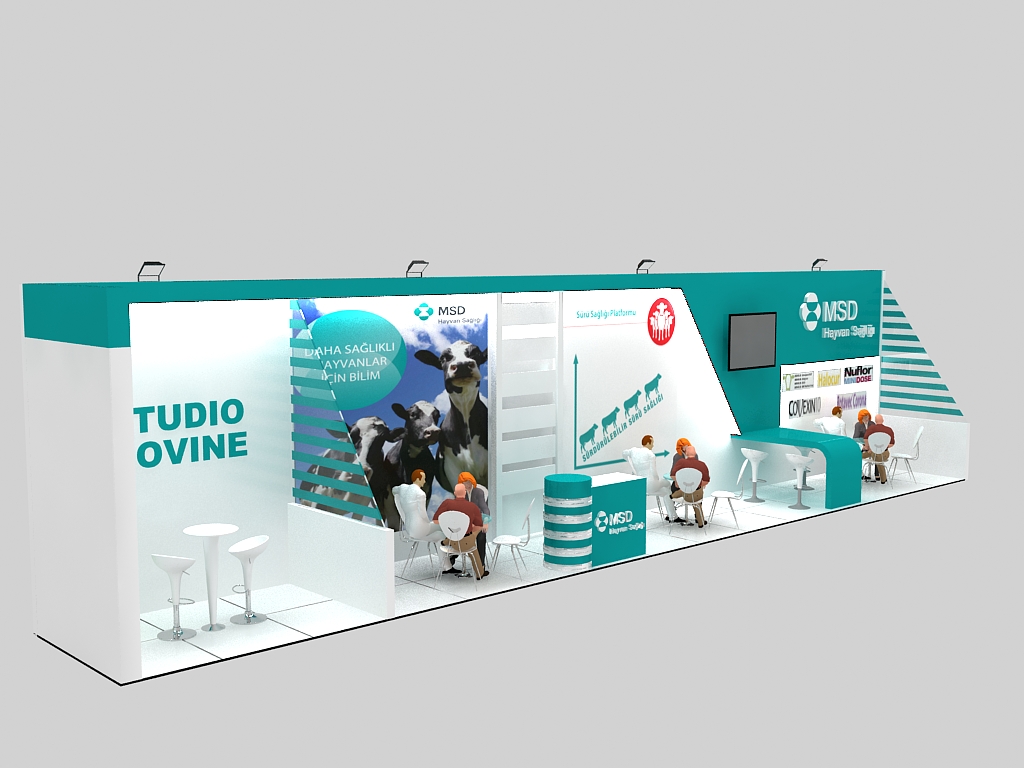 TUDIO
OVINE
DAHA SAĞLIKLI
HAYVANLAR
İÇİN BİLİM
MSD
Hayvan Sağlığı
Sürü Sağlığı Platformu
SÜRDÜRÜLEBİLİR SÜRÜ SAĞLIĞI
MSD
Hayvan Sağlığı
MSD
Hayvan Sağlığı
Halocur
Nuflor
MINIDOSE